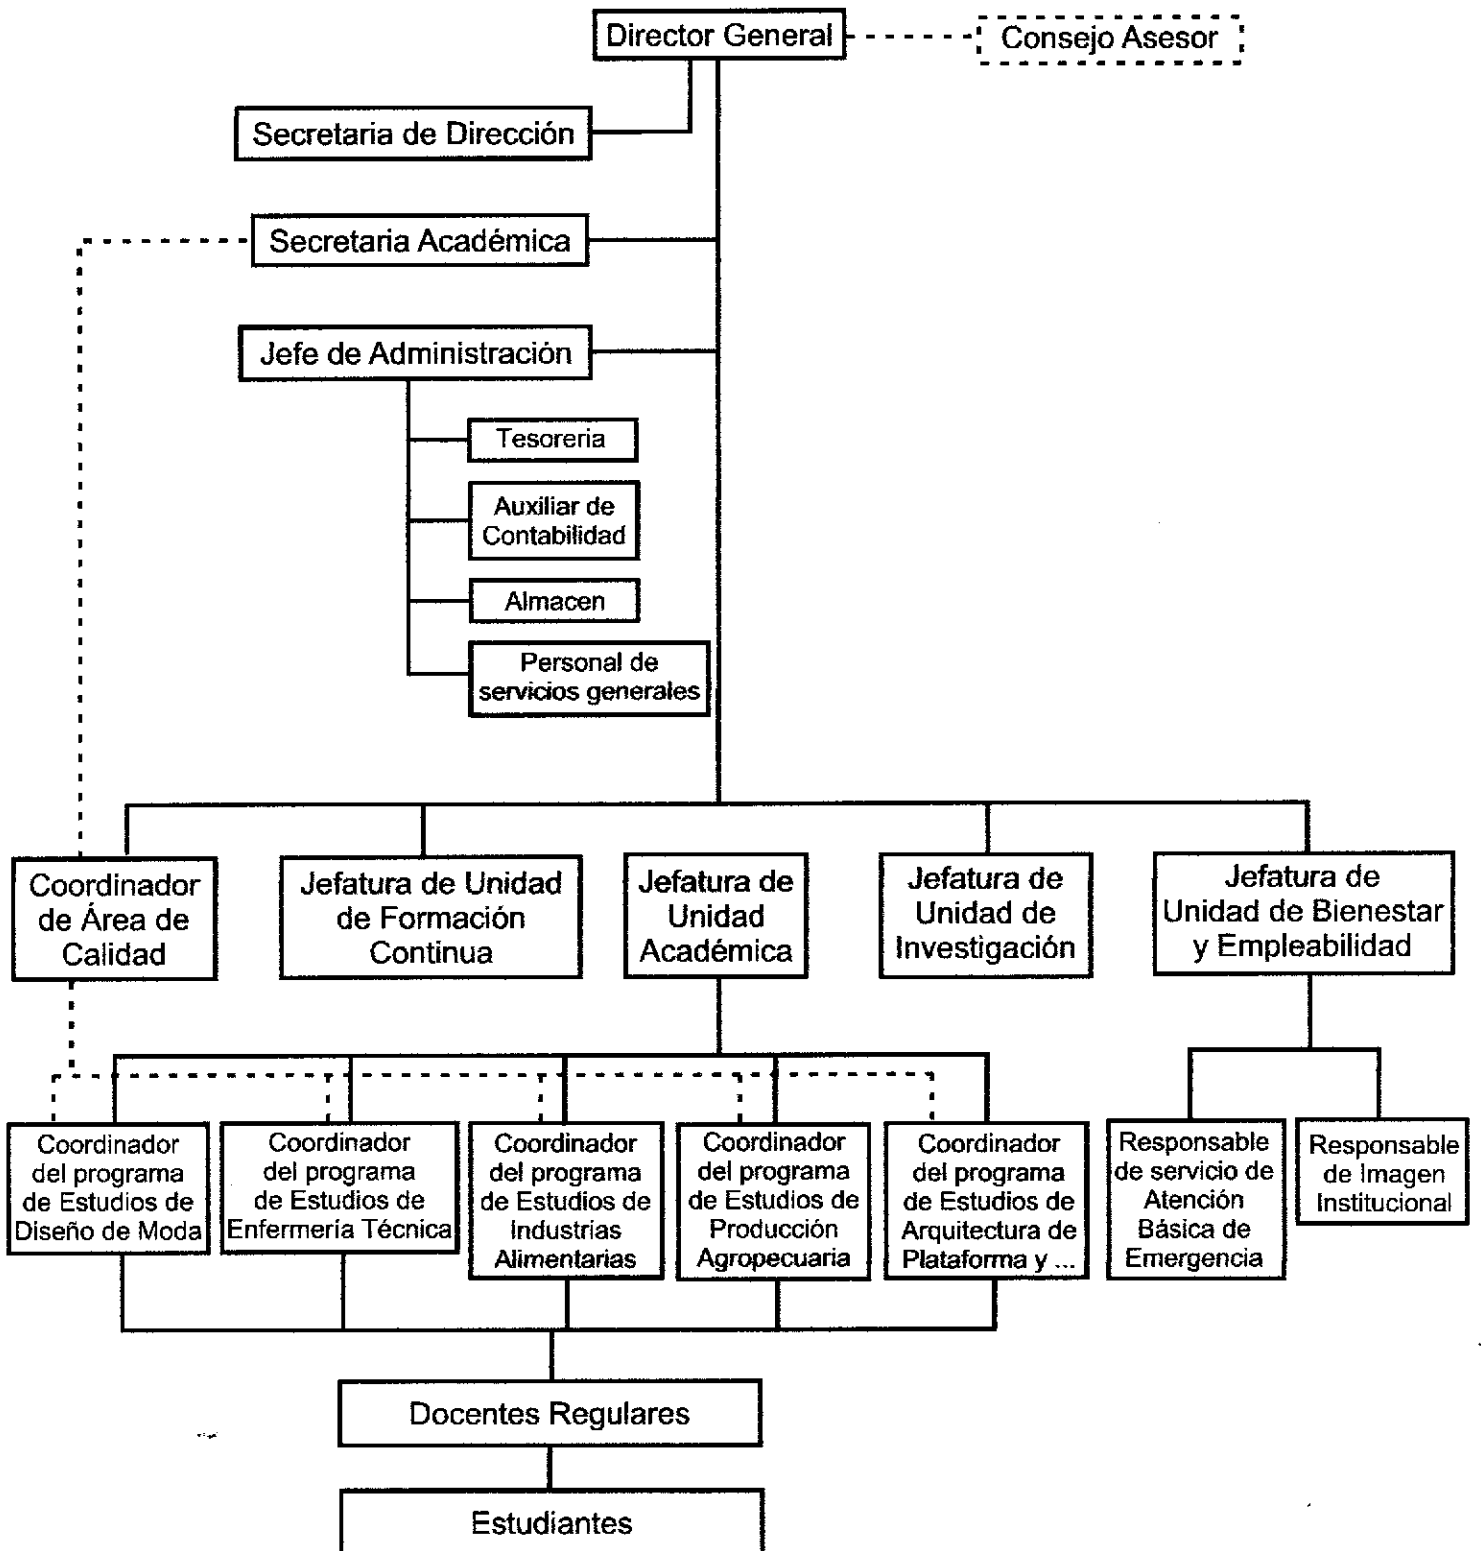 Director General
Consejo Asesor
Secretaria de Dirección
Secretaria Académica
Jefe de Administración
Tesoreria
Auxiliar de
Contabilidad
Almacen
Personal de
servicios generales
Coordinador
de Área de
Calidad
Jefatura de Unidad
de Formación
Continua
Jefatura de
Unidad
Académica
Jefatura de
Unidad de
Investigación
Jefatura de
Unidad de Bienestar
y Empleabilidad
Coordinador
del programa
de Estudios de
Diseño de Moda
Coordinador
del programa
de Estudios de
Enfermería Técnica
Coordinador
del programa
de Estudios de
Industrias
Alimentarias
Coordinador
del programa
de Estudios de
Producción
Agropecuaria
Coordinador
del programa
de Estudios de
Arquitectura de
Plataforma y ...
Responsable
de servicio de
Atención
Básica de
Emergencia
Responsable
de Imagen
Institucional
Docentes Regulares
Estudiantes